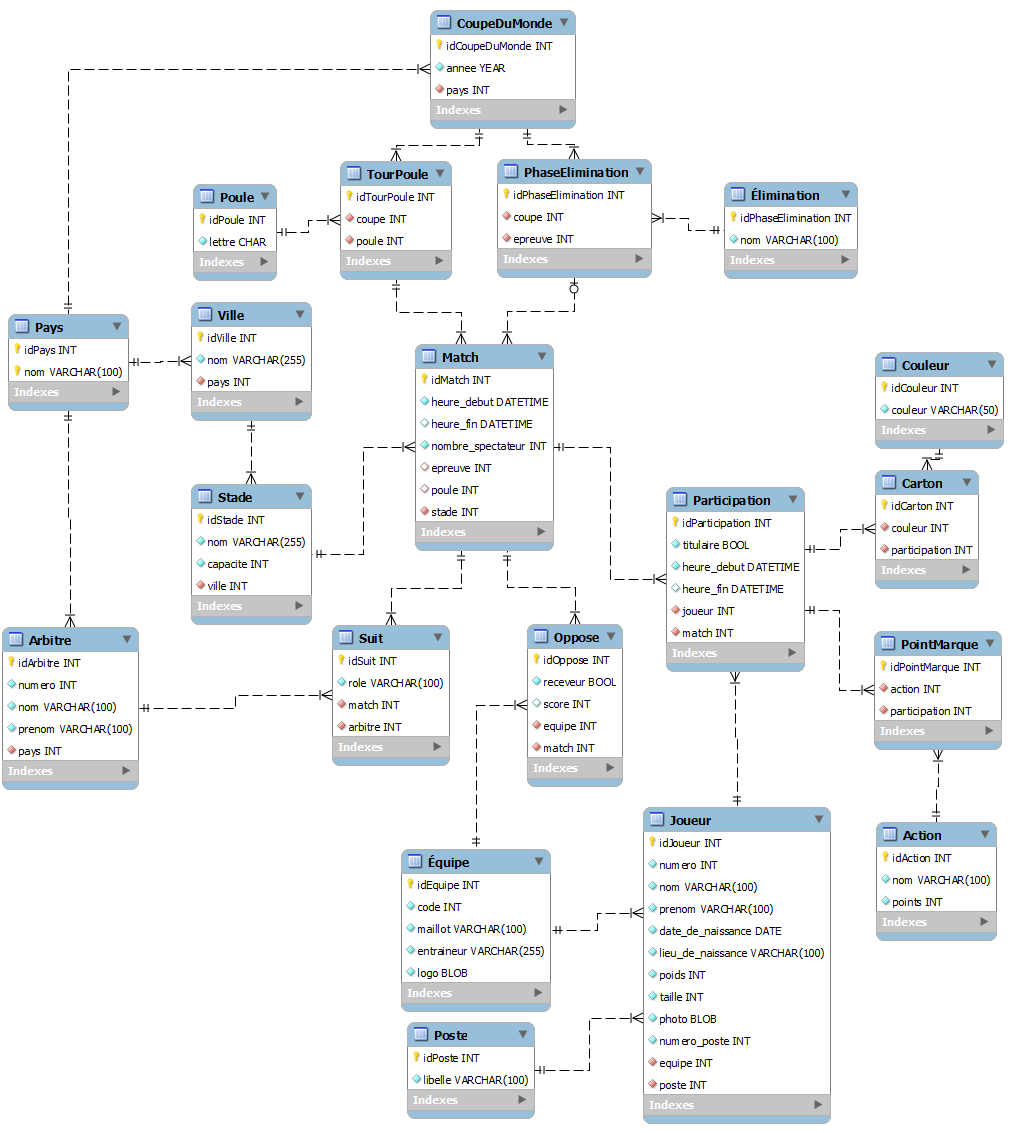 CoupeDuMonde
idCoupeDuMonde INT
annee YEAR
pays INT
Indexes
Poule
idPoule INT
lettre CHAR
Indexes
TourPoule
idTourPoule INT
coupe INT
poule INT
Indexes
PhaseElimination
idPhaseElimination INT
coupe INT
epreuve INT
Indexes
Élimination
idPhaseElimination INT
nom VARCHAR(100)
Indexes
Pays
idPays INT
nom VARCHAR(100)
Indexes
Ville
idVille INT
nom VARCHAR(255)
pays INT
Indexes
Match
idMatch INT
heure_debut DATETIME
heure_fin DATETIME
nombre_spectateur INT
epreuve INT
poule INT
stade INT
Indexes
Couleur
idCouleur INT
couleur VARCHAR(50)
Indexes
Stade
idStade INT
nom VARCHAR(255)
capacite INT
ville INT
Indexes
Participation
idParticipation INT
titulaire BOOL
heure_debut DATETIME
heure_fin DATETIME
joueur INT
match INT
Indexes
Carton
idCarton INT
couleur INT
participation INT
Indexes
Arbitre
idArbitre INT
numero INT
nom VARCHAR(100)
prenom VARCHAR(100)
pays INT
Indexes
Suit
idSuit INT
role VARCHAR(100)
match INT
arbitre INT
Indexes
Oppose
idOppose INT
receveur BOOL
score INT
equipe INT
match INT
Indexes
PointMarque
idPointMarque INT
action INT
participation INT
Indexes
Équipe
idEquipe INT
code INT
maillot VARCHAR(100)
entraineur VARCHAR(255)
logo BLOB
Indexes
Joueur
idJoueur INT
numero INT
nom VARCHAR(100)
prenom VARCHAR(100)
date_de_naissance DATE
lieu_de_naissance VARCHAR(100)
poids INT
taille INT
photo BLOB
numero_poste INT
equipe INT
poste INT
Indexes
Action
idAction INT
nom VARCHAR(100)
points INT
Indexes
Poste
idPoste INT
libelle VARCHAR(100)
Indexes